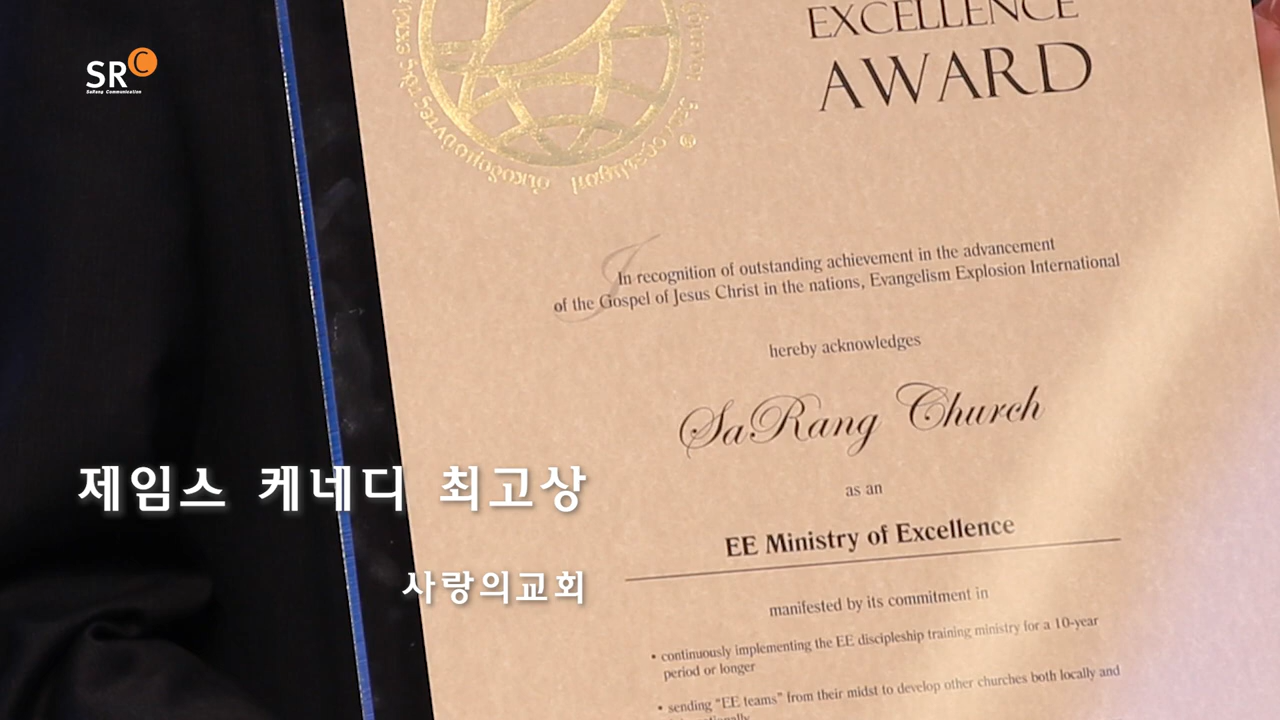 SRC
SaRang Communication
EXCELLENCE
AWARD
In recognition of outstanding achievement in the advancement
of the Gospel of Jesus Christ in the nations, Evangelism Explosion International
hereby acknowledges
SaRang Church
as an
EE Ministry of Excellence
manifested by its commitment in
• continuously implementing the EE discipleship training ministry for a 10-year
period or longer
• sending “EE teams” from their midst to develop other churches both locally and
제임스 케네디 최고상
사랑의교회